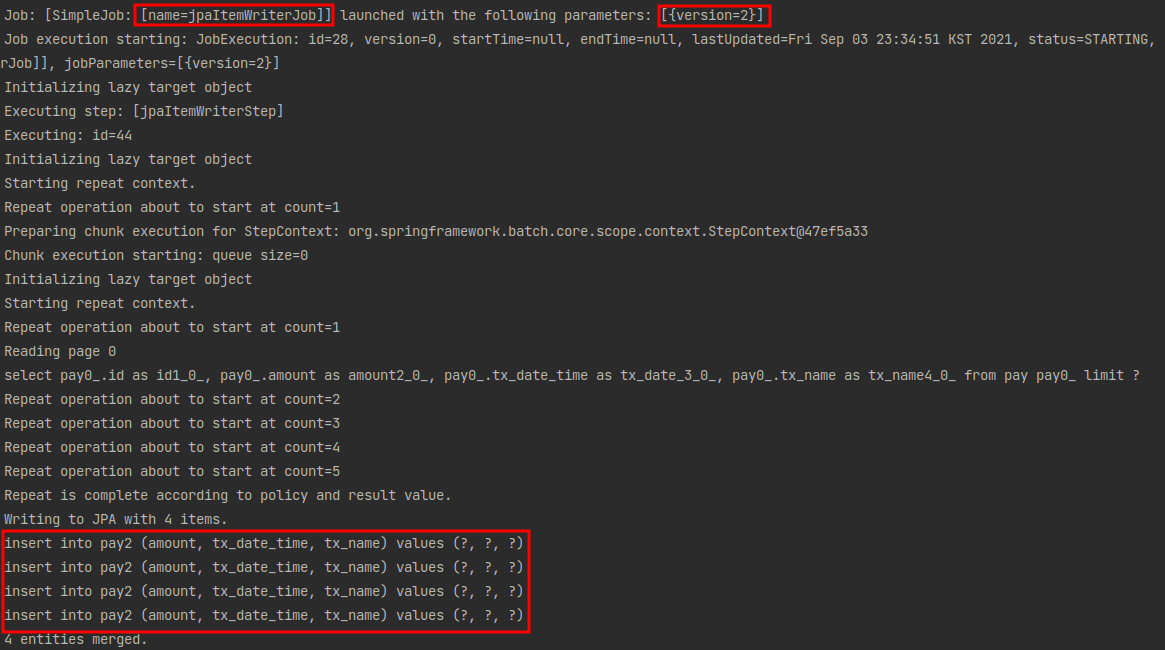 Job: [SimpleJob: [name=jpaItemWriterJob]] launched with the following parameters: [{version=2}]
Job execution starting: JobExecution: id=28, version=0, startTime=null, endTime=null, lastUpdated=Fri Sep 03 23:34:51 KST 2021, status=STARTING,
rJob]], jobParameters=[{version=2}]
Initializing lazy target object
Executing step: [jpaItemWriterStep]
Executing: id=44
Initializing lazy target object
Starting repeat context.
Repeat operation about to start at count=1
Preparing chunk execution for StepContext: org.springframework.batch.core.scope.context.StepContext@47ef5a33
Chunk execution starting: queue size=0
Initializing lazy target object
Starting repeat context.
Repeat operation about to start at count=1
Reading page 0
select pay0_.id as id1_0_, pay0_.amount as amount2_0_, pay0_.tx_date_time as tx_date_3_0_, pay0_.tx_name as tx_name4_0_ from pay pay0_ limit ?
Repeat operation about to start at count=2
Repeat operation about to start at count=3
Repeat operation about to start at count=4
Repeat operation about to start at count=5
Repeat is complete according to policy and result value.
Writing to JPA with 4 items.
insert into pay2 (amount, tx_date_time, tx_name) values (?, ?, ?)
insert into pay2 (amount, tx_date_time, tx_name) values (?, ?, ?)
insert into pay2 (amount, tx_date_time, tx_name) values (?, ?, ?)
insert into pay2 (amount, tx_date_time, tx_name) values (?, ?, ?)
4 entities merged.